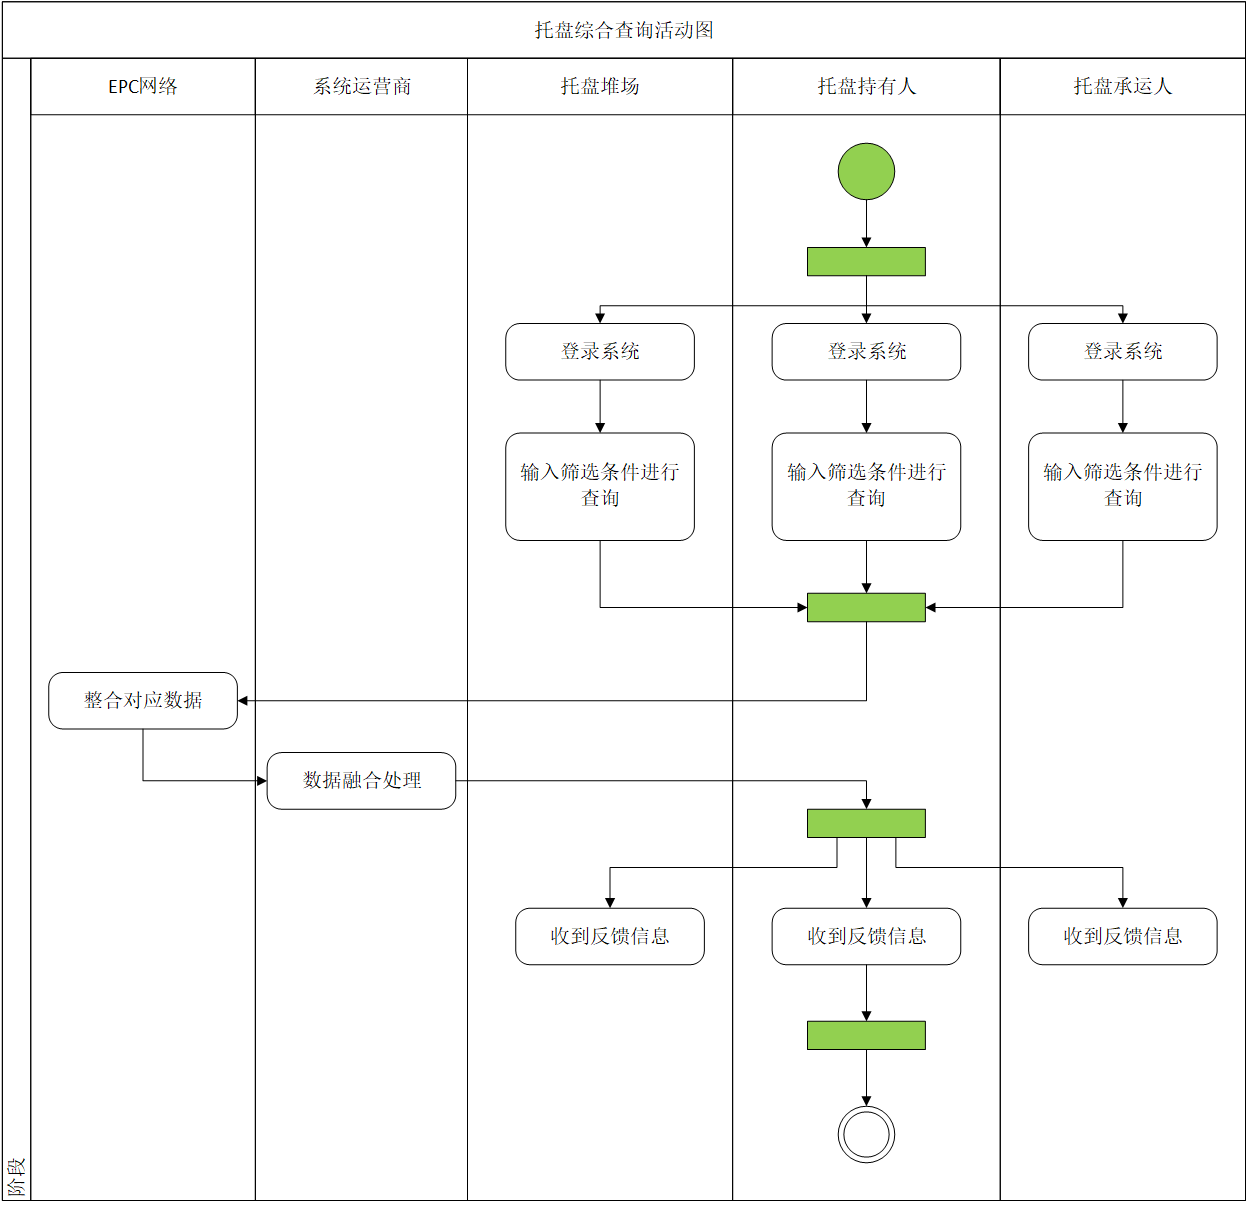 托盘综合查询活动图
EPC网络
系统运营商
托盘堆场
托盘持有人
托盘承运人
登录系统
登录系统
登录系统
输入筛选条件进行
查询
输入筛选条件进行
查询
输入筛选条件进行
查询
整合对应数据
数据融合处理
收到反馈信息
收到反馈信息
收到反馈信息
阶段